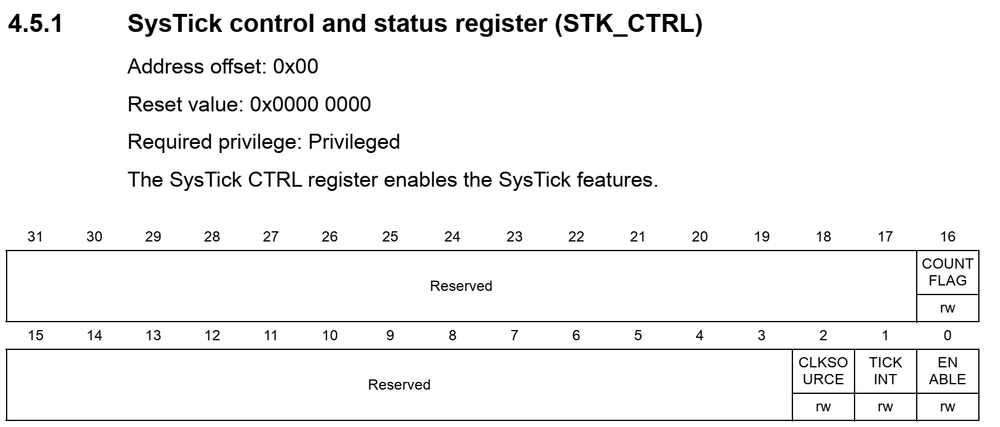 4.5.1 SysTick control and status register (STK_CTRL)
Address offset: 0x00
Reset value: 0x0000 0000
Required privilege: Privileged
The SysTick CTRL register enables the SysTick features.
31 30 29 28 27 26 25 24 23 22 21 20 19 18 17 16
Reserved
COUNT
FLAG
rw
15 14 13 12 11 10 9 8 7 6 5 4 3 2 1 0
Reserved
CLKSO
URCE
rw
TICK
INT
rw
EN
ABLE
rw